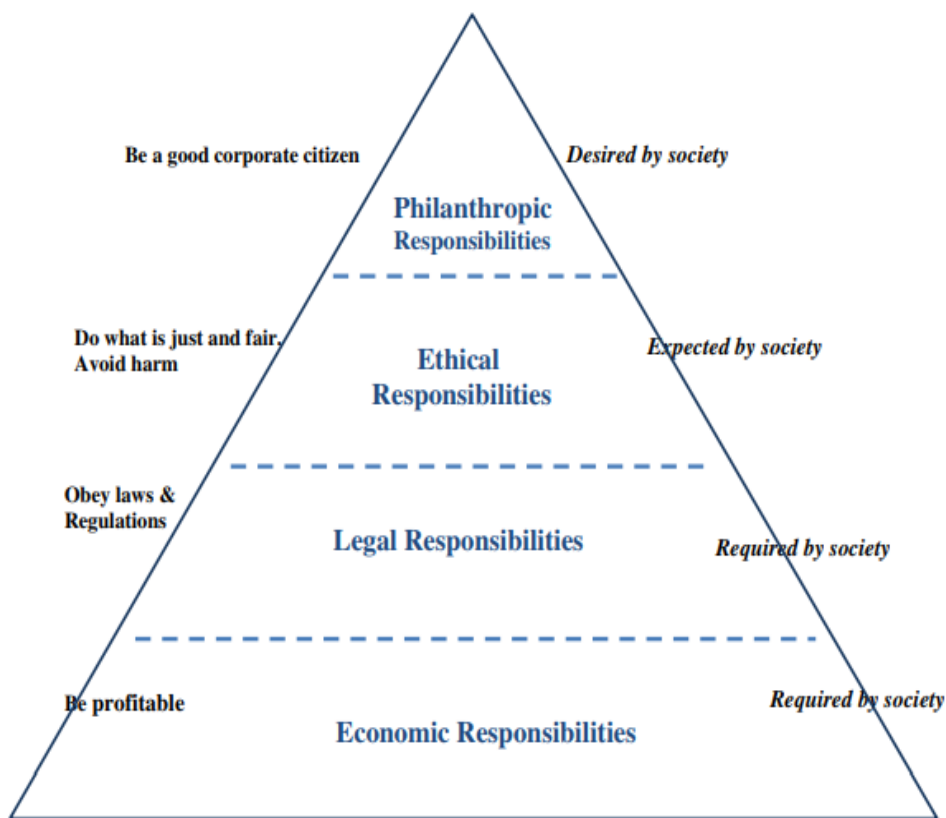 Be a good corporate citizen
Desired by society
Philanthropic
Responsibilities
Do what is just and fair,
Avoid harm
Expected by society
Ethical
Responsibilities
Obey laws &
Regulations
Legal Responsibilities
Required by society
Be profitable
Required by society
Economic Responsibilities